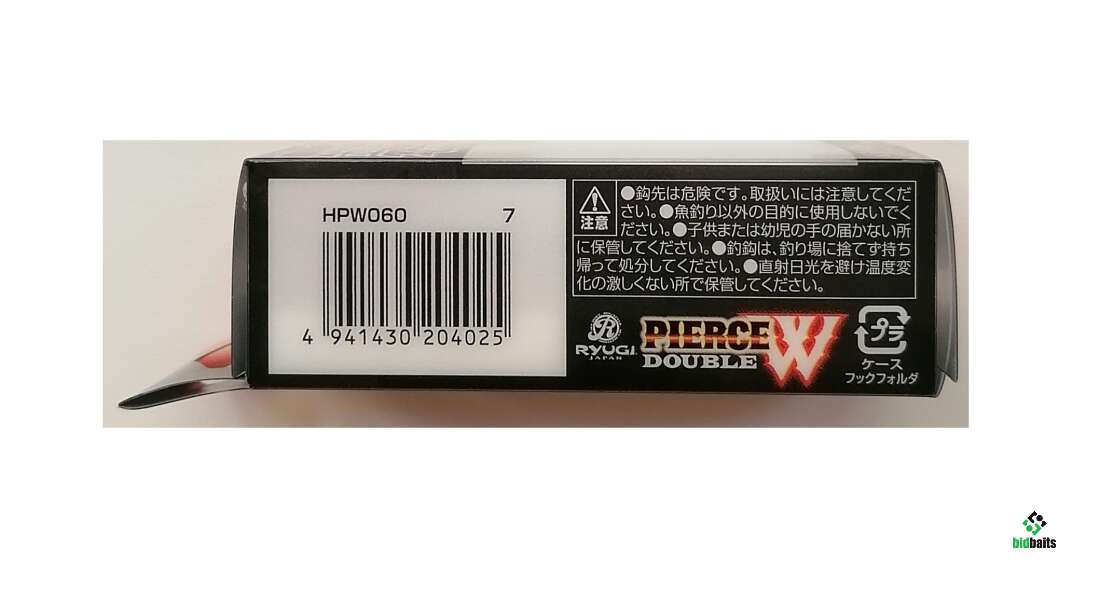 HPW060 7
4 941430 204025
注意
●鈎先は危険です。取扱いには注意してくだ
さい。●魚釣り以外の目的に使用しないでく
ださい。●子供または幼児の手の届かない所
に保管してください。●釣鈎は、釣り場に捨てず持ち
帰って処分してください。●直射日光を避け温度変
化の激しくない所で保管してください。
R
RYUGI
JAPAN
PIERCE W
DOUBLE
プラ
ケース
フックフォルダ
bidbaits